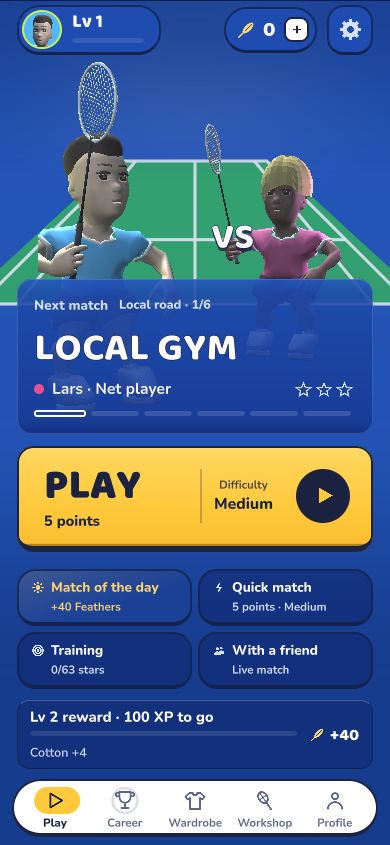 Lv 1
0 +
VS
Next match Local road · 1/6
LOCAL GYM
Lars · Net player
PLAY
5 points
Difficulty
Medium
Match of the day
+40 Feathers
Quick match
5 points · Medium
Training
0/63 stars
With a friend
Live match
Lv 2 reward · 100 XP to go
+40
Cotton +4
Play Career Wardrobe Workshop Profile